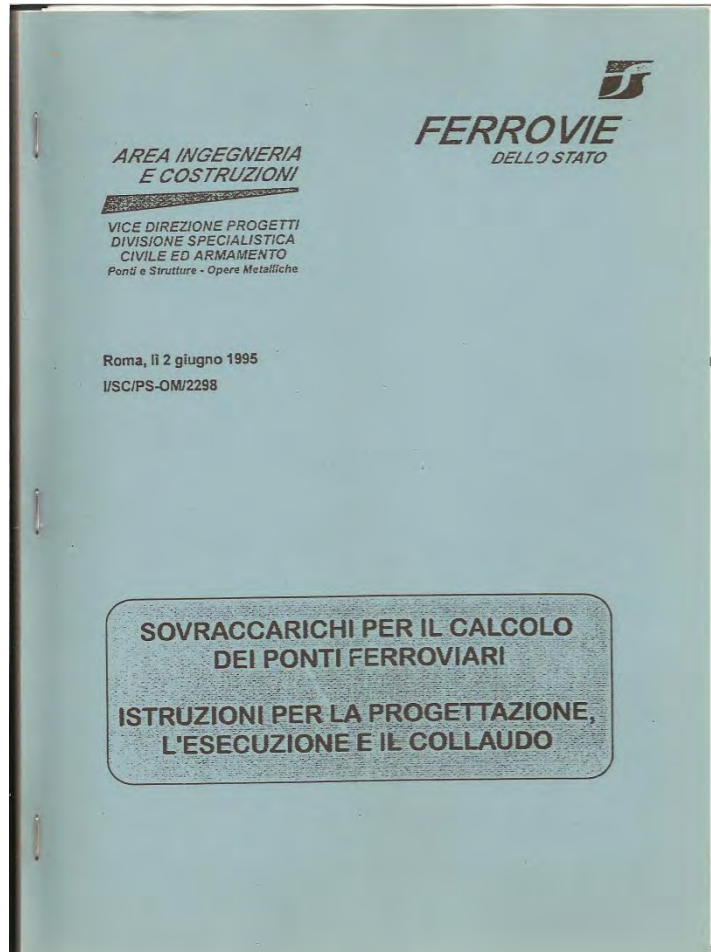 FERROVIE
DELLO STATO
AREA INGEGNERIA
E COSTRUZIONI
VICE DIREZIONE PROGETTI
DIVISIONE SPECIALISTICA
CIVILE ED ARMAMENTO
Ponti e Strutture - Opere Metalliche
Roma, lì 2 giugno 1995
I/SC/PS-OM/2298
SOVRACCARICHI PER IL CALCOLO
DEI PONTI FERROVIARI
ISTRUZIONI PER LA PROGETTAZIONE,
L'ESECUZIONE E IL COLLAUDO